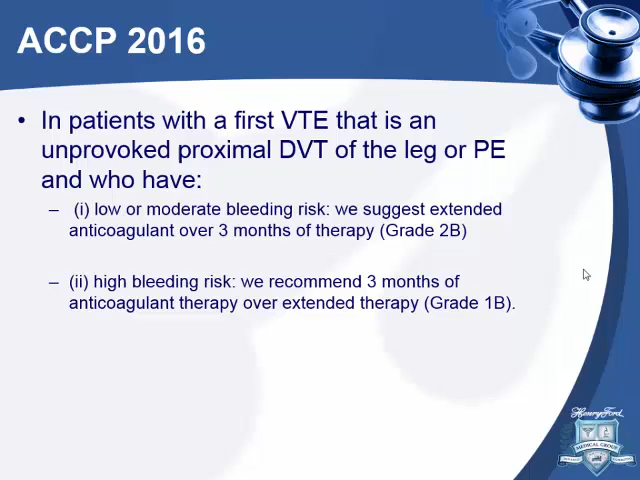 ACCP 2016
• In patients with a first VTE that is an
unprovoked proximal DVT of the leg or PE
and who have:
– (i) low or moderate bleeding risk: we suggest extended
anticoagulant over 3 months of therapy (Grade 2B)
– (ii) high bleeding risk: we recommend 3 months of
anticoagulant therapy over extended therapy (Grade 1B).
Henry Ford
MEDICAL GROUP